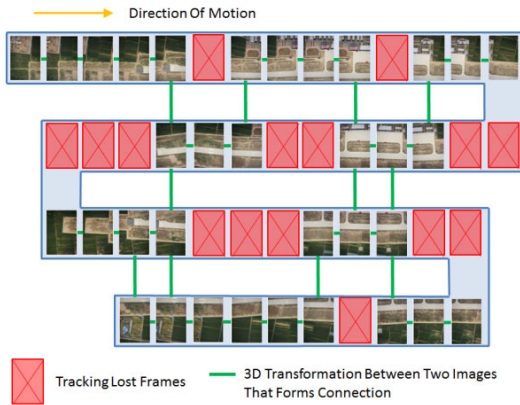 Direction Of Motion
Tracking Lost Frames
3D Transformation Between Two Images
That Forms Connection